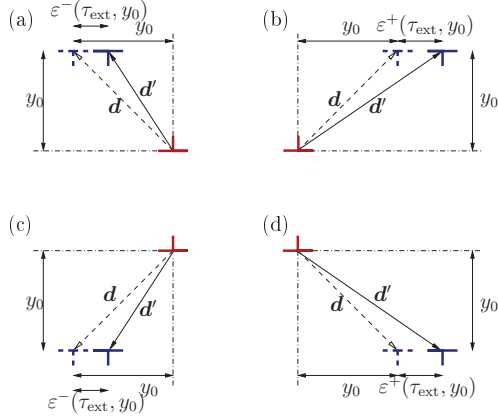 ε⁻(τ_ext, y₀)
(a) y₀
y₀ d d′
(b) y₀ ε⁺(τ_ext, y₀)
d d′ y₀
(c)
y₀ d d′
y₀
ε⁻(τ_ext, y₀)
(d)
d d′ y₀
y₀ ε⁺(τ_ext, y₀)